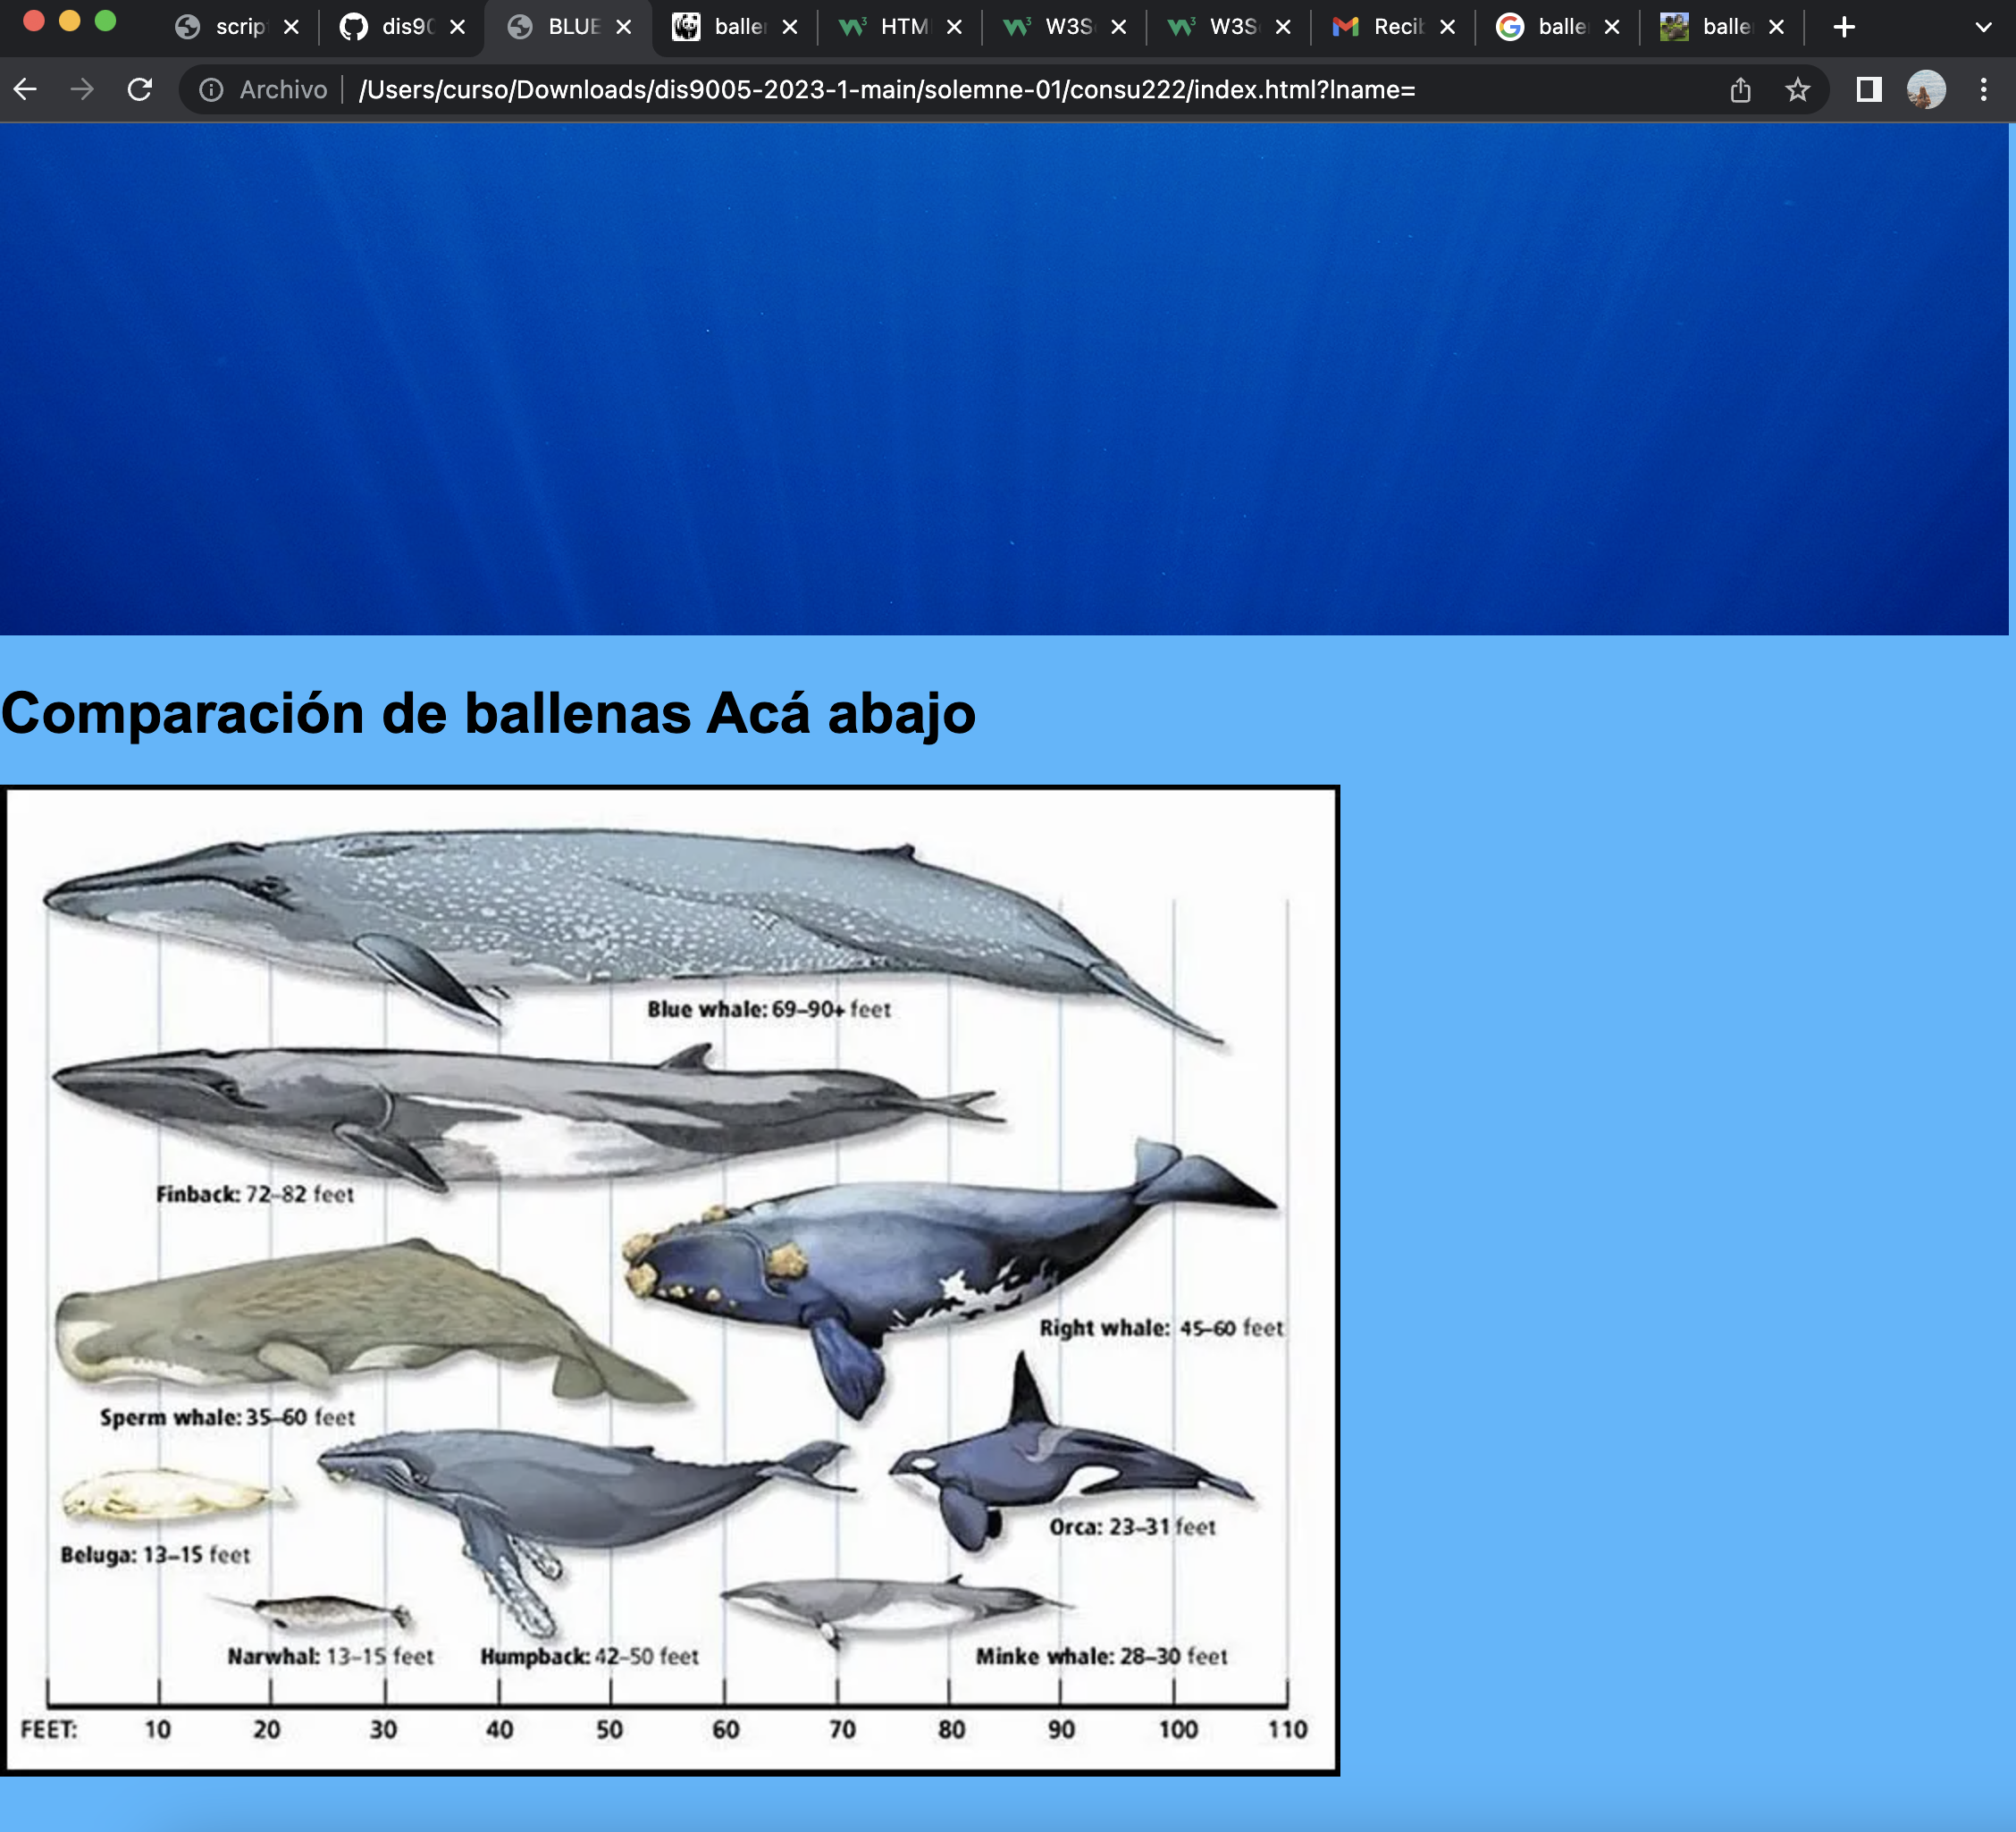 scrip
dis90
BLUE
balle
HTM
W3S
W3S
Reci
balle
balle
Archivo
/Users/curso/Downloads/dis9005-2023-1-main/solemne-01/consu222/index.html?lname=
Comparación de ballenas Acá abajo
Blue whale: 69–90+ feet
Finback: 72–82 feet
Right whale: 45–60 feet
Sperm whale: 35–60 feet
Orca: 23–31 feet
Beluga: 13–15 feet
Narwhal: 13–15 feet
Humpback: 42–50 feet
Minke whale: 28–30 feet
FEET: 10 20 30 40 50 60 70 80 90 100 110